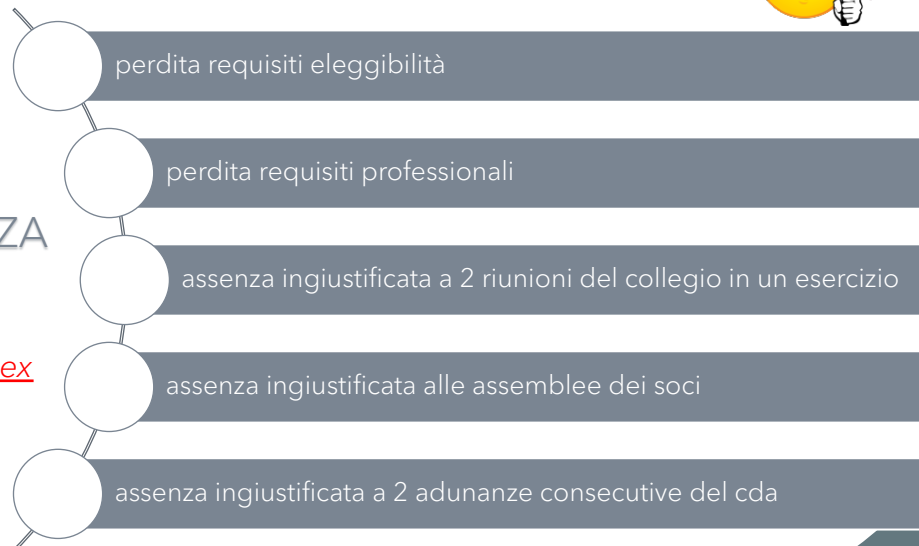 perdita requisiti eleggibilità
perdita requisiti professionali
ZA
assenza ingiustificata a 2 riunioni del collegio in un esercizio
ex
assenza ingiustificata alle assemblee dei soci
assenza ingiustificata a 2 adunanze consecutive del cda